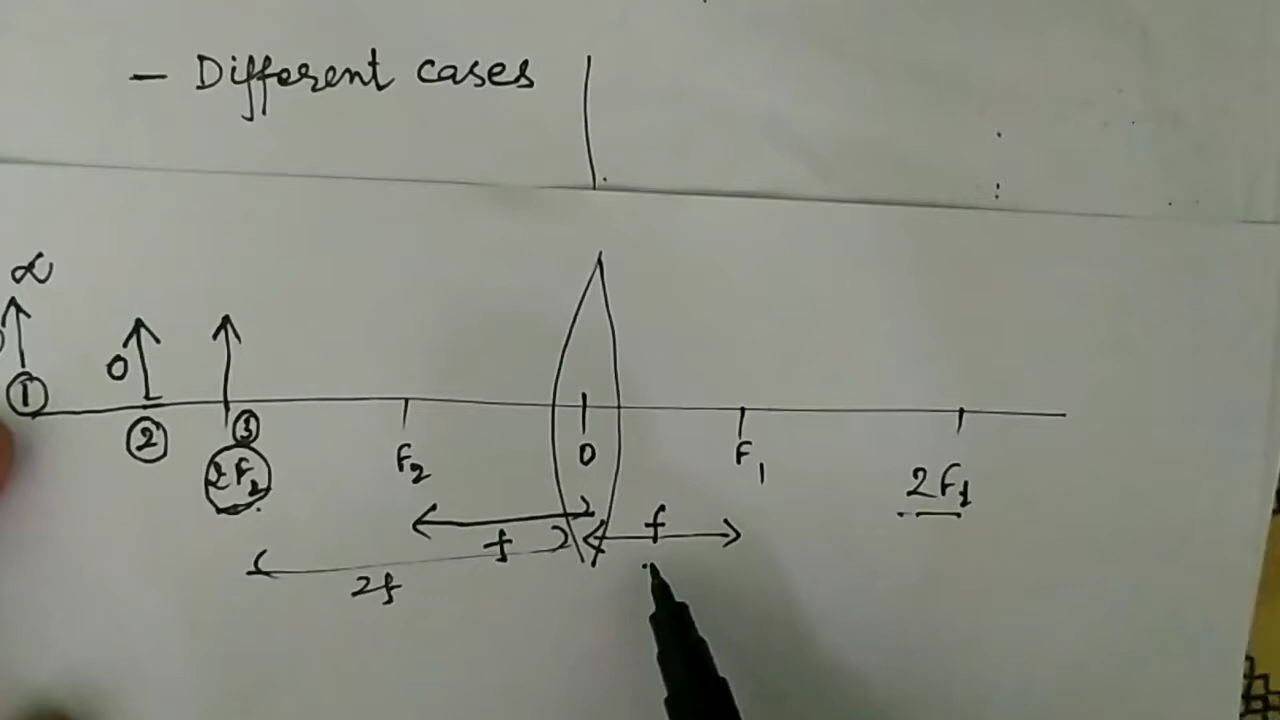 - Different cases
∝
O
① ② ③
2F₂ F₂ O F₁ 2F₁
f f
2f